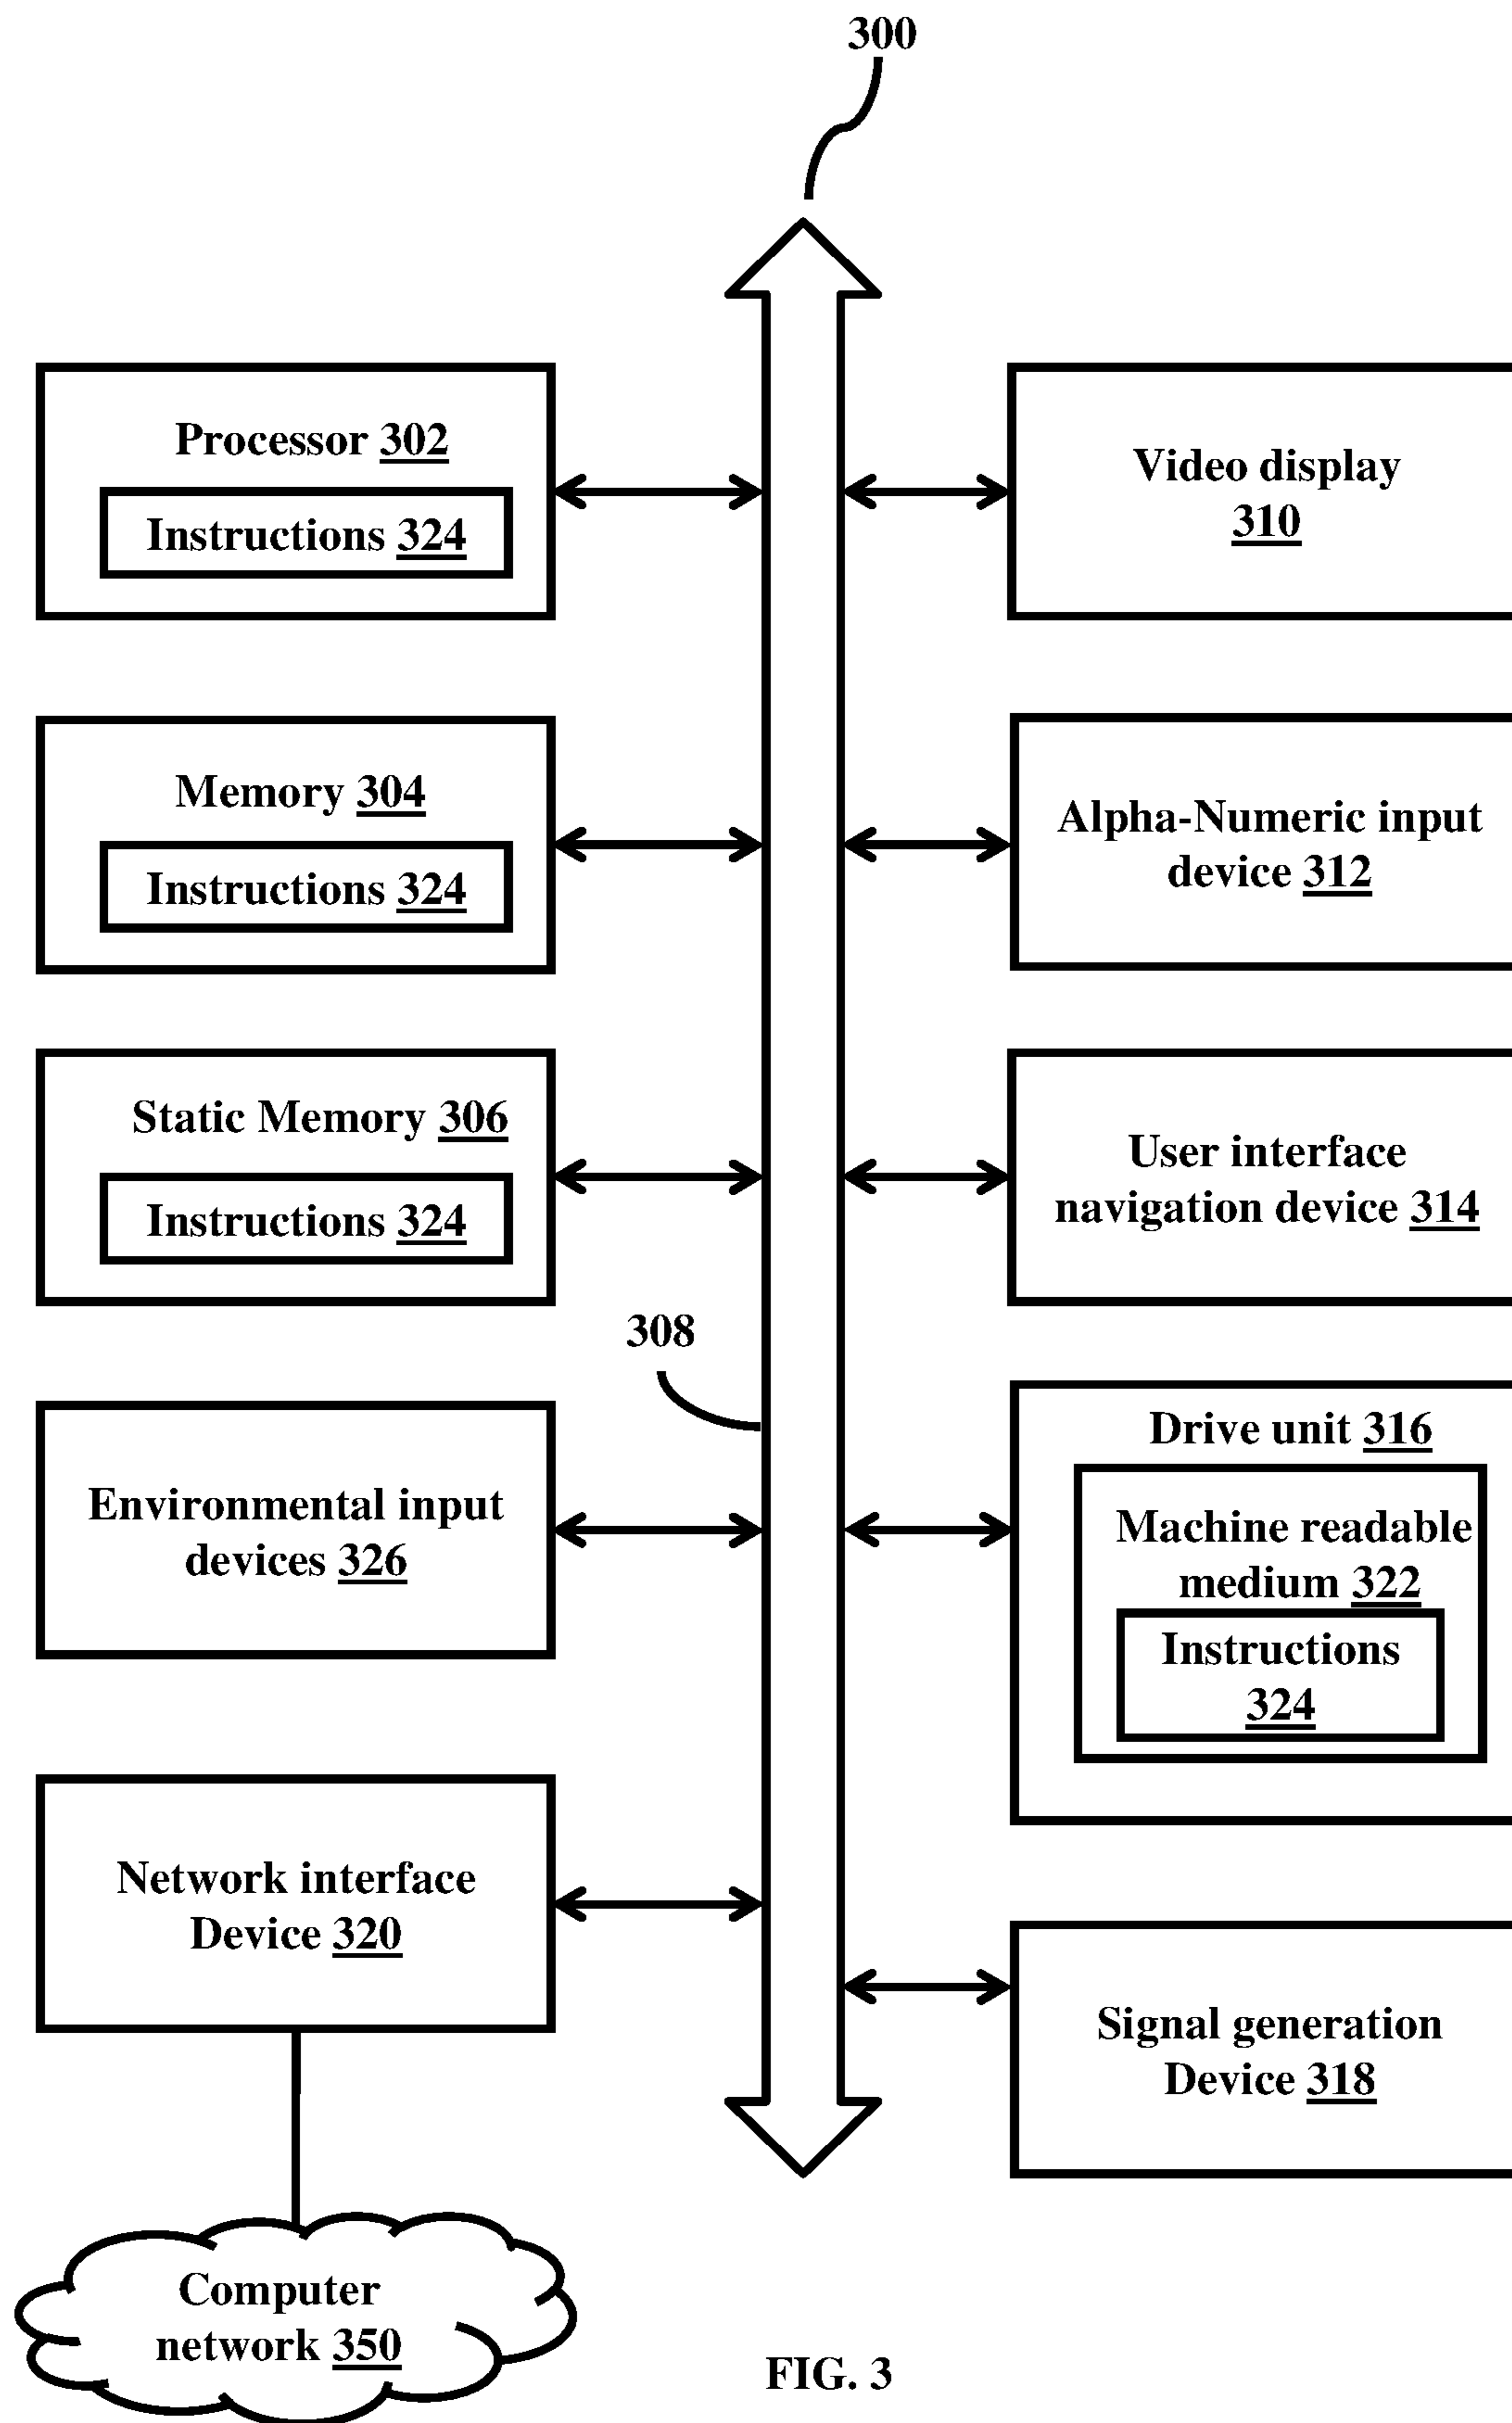 300
Processor 302
Instructions 324
Video display
310
Memory 304
Instructions 324
Alpha-Numeric input
device 312
Static Memory 306
Instructions 324
User interface
navigation device 314
308
Environmental input
devices 326
Drive unit 316
Machine readable
medium 322
Instructions
324
Network interface
Device 320
Signal generation
Device 318
Computer
network 350
FIG. 3